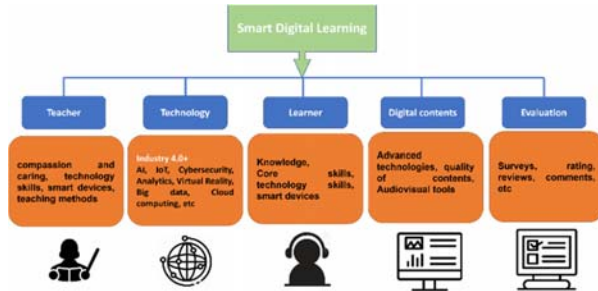 Smart Digital Learning
Teacher
Technology
Learner
Digital contents
Evaluation
compassion and
caring, technology
skills, smart devices,
teaching methods
Industry 4.0+
AI, IoT, Cybersecurity,
Analytics, Virtual Reality,
Big data, Cloud
computing, etc
Knowledge,
Core skills,
technology skills,
smart devices
Advanced
technologies, quality
of contents,
Audiovisual tools
Surveys, rating,
reviews, comments,
etc